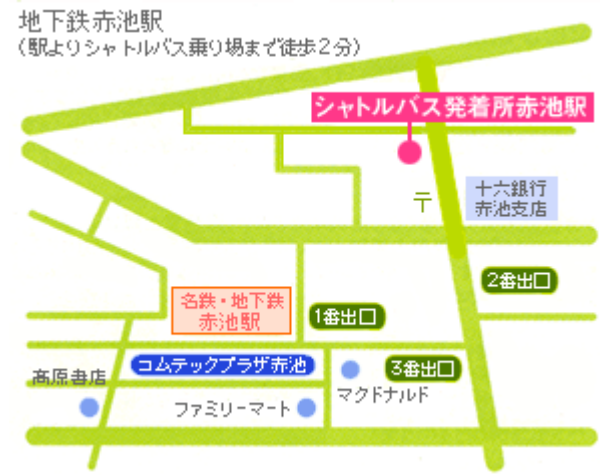 地下鉄赤池駅
(駅よりシャトルバス乗り場まで徒歩2分)
シャトルバス発着所赤池駅
〒
十六銀行
赤池支店
2番出口
名鉄・地下鉄
赤池駅
1番出口
コムテックプラザ赤池
3番出口
高原書店
マクドナルド
ファミリーマート